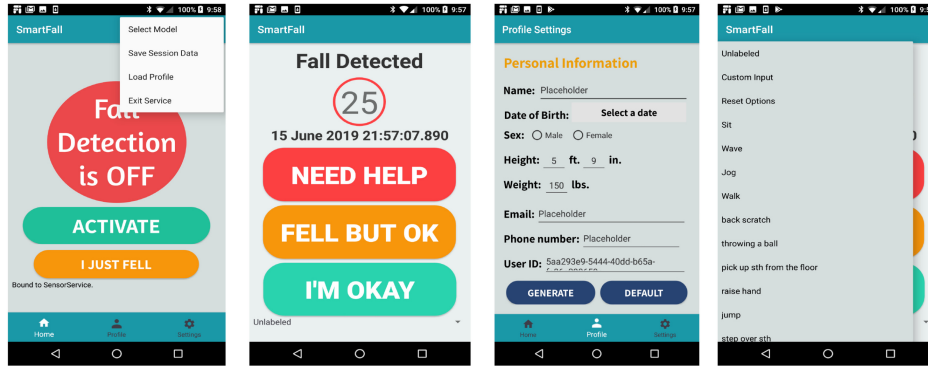 100% 9:58
SmartFall
Select Model
Save Session Data
Load Profile
Exit Service
Fall
Detection
is OFF
ACTIVATE
I JUST FELL
Bound to SensorService.
Home
Profile
Settings
100% 9:57
SmartFall
Fall Detected
25
15 June 2019 21:57:07.890
NEED HELP
FELL BUT OK
I'M OKAY
Unlabeled
100% 9:57
Profile Settings
Personal Information
Name: Placeholder
Date of Birth: Select a date
Sex: Male Female
Height: 5 ft. 9 in.
Weight: 150 lbs.
Email: Placeholder
Phone number: Placeholder
User ID: 5aa293e9-5444-40dd-b65a-
GENERATE DEFAULT
Home
Profile
Settings
100%
SmartFall
Unlabeled
Custom Input
Reset Options
Sit
Wave
Jog
Walk
back scratch
throwing a ball
pick up sth from the floor
raise hand
jump
step over sth